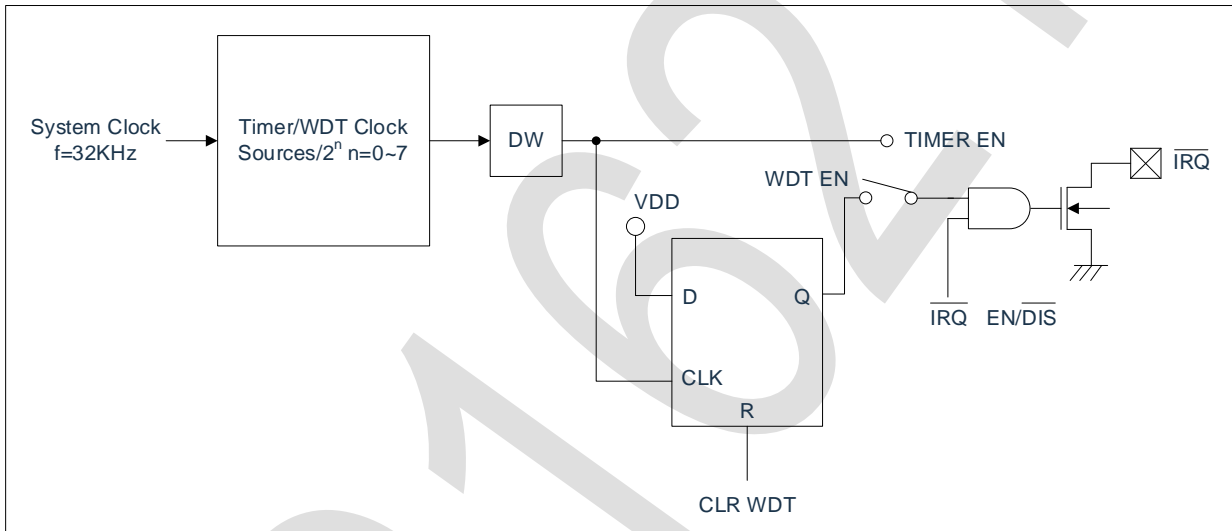 System Clock
f=32KHz
Timer/WDT Clock
Sources/2ⁿ n=0~7
DW
TIMER EN
WDT EN
IRQ
VDD
D
Q
IRQ EN/DIS
CLK
R
CLR WDT